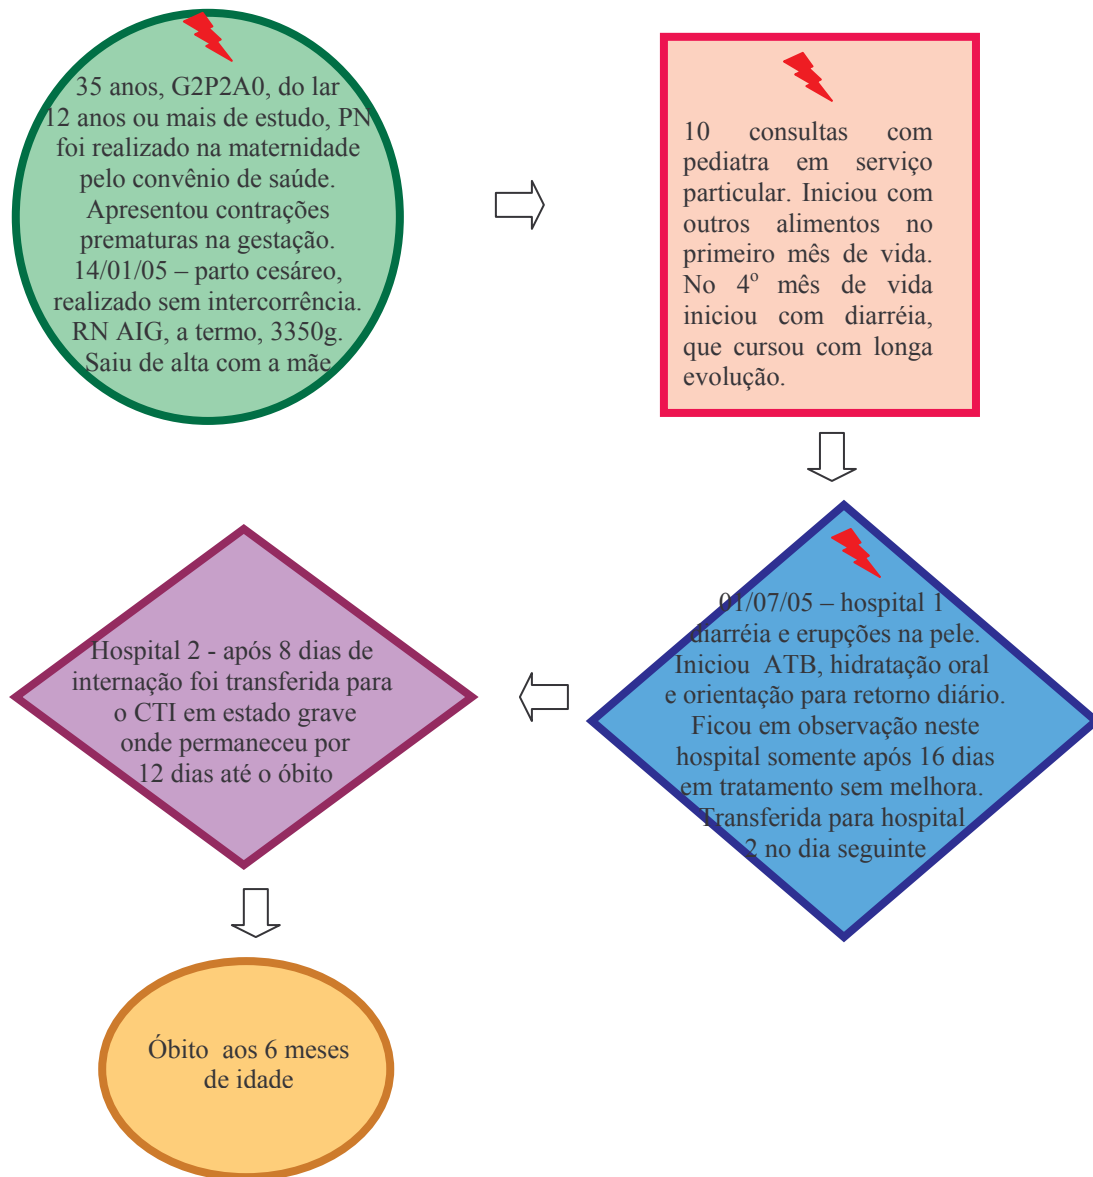 35 anos, G2P2A0, do lar
12 anos ou mais de estudo, PN
foi realizado na maternidade
pelo convênio de saúde.
Apresentou contrações
prematuras na gestação.
14/01/05 – parto cesáreo,
realizado sem intercorrência.
RN AIG, a termo, 3350g.
Saiu de alta com a mãe
10 consultas com
pediatra em serviço
particular. Iniciou com
outros alimentos no
primeiro mês de vida.
No 4º mês de vida
iniciou com diarréia,
que cursou com longa
evolução.
01/07/05 – hospital 1
diarréia e erupções na pele.
Iniciou ATB, hidratação oral
e orientação para retorno diário.
Ficou em observação neste
hospital somente após 16 dias
em tratamento sem melhora.
Transferida para hospital
2 no dia seguinte
Hospital 2 - após 8 dias de
internação foi transferida para
o CTI em estado grave
onde permaneceu por
12 dias até o óbito
Óbito aos 6 meses
de idade